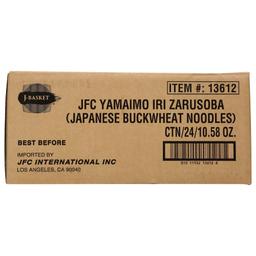 ITEM #: 13612
J-BASKET
JFC YAMAIMO IRI ZARUSOBA
(JAPANESE BUCKWHEAT NOODLES)
CTN/24/10.58 OZ.
BEST BEFORE
IMPORTED BY
JFC INTERNATIONAL INC
LOS ANGELES, CA 90040